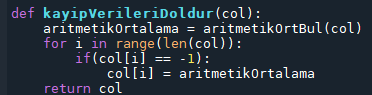 def kayipVerileriDoldur(col):
    aritmetikOrtalama = aritmetikOrtBul(col)
    for i in range(len(col)):
        if(col[i] == -1):
            col[i] = aritmetikOrtalama
    return col